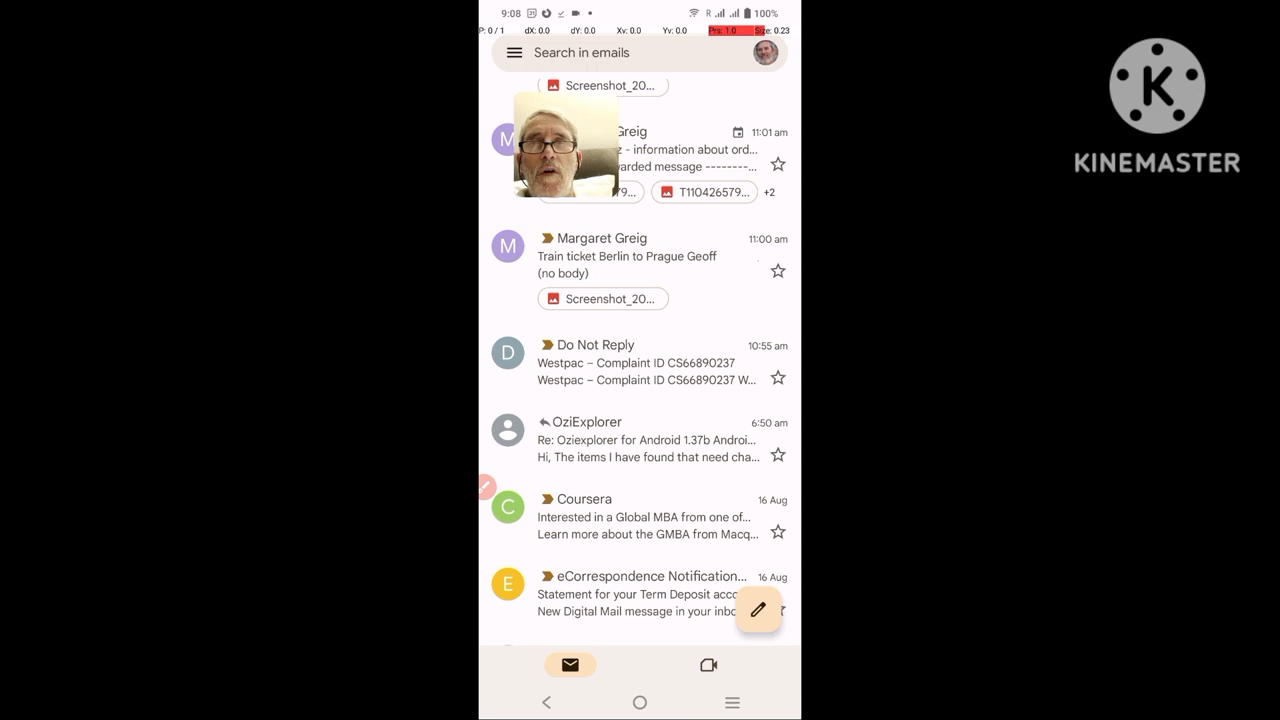 9:08
R
100%
P: 0 / 1 dX: 0.0 dY: 0.0 Xv: 0.0 Yv: 0.0 Prs: 1.0 Size: 0.23
Search in emails
Screenshot_20...
M Greig 11:01 am
z - information about ord...
warded message --------...
79... T110426579... +2
M Margaret Greig 11:00 am
Train ticket Berlin to Prague Geoff
(no body)
Screenshot_20...
D Do Not Reply 10:55 am
Westpac – Complaint ID CS66890237
Westpac – Complaint ID CS66890237 W...
OziExplorer 6:50 am
Re: Oziexplorer for Android 1.37b Androi...
Hi, The items I have found that need cha...
C Coursera 16 Aug
Interested in a Global MBA from one of...
Learn more about the GMBA from Macq...
E eCorrespondence Notification... 16 Aug
Statement for your Term Deposit acco
New Digital Mail message in your inbo
K
KINEMASTER